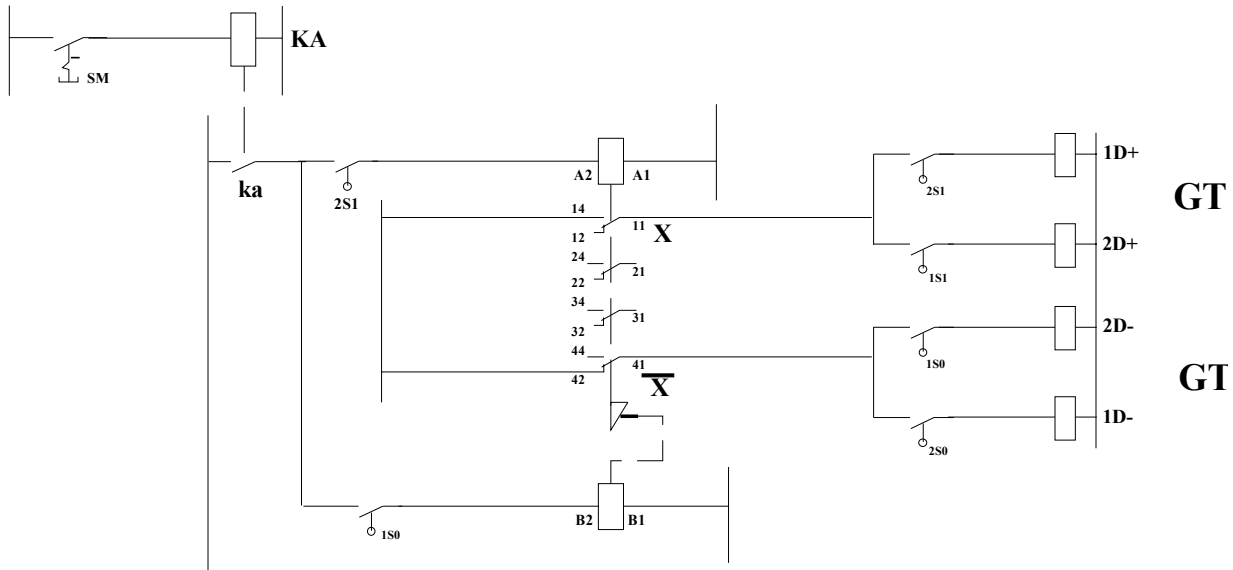 KA
SM
1D+
A2 A1
ka
2S1
2S1
GT
14
11 X
12
24
2D+
21
22
1S1
34
31
32
2D-
44
41
1S0
42
X
GT
1D-
2S0
B2 B1
1S0